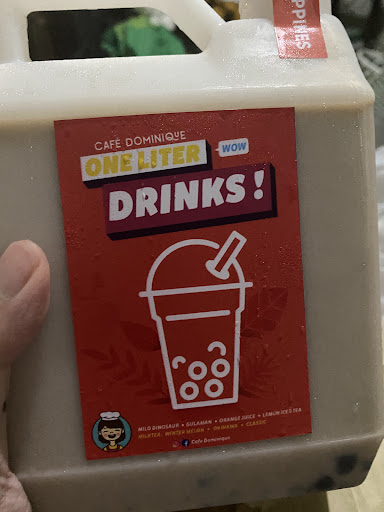 PPINES
CAFÉ DOMINIQUE
ONE LITER
WOW
DRINKS!
MILO DINOSAUR • GULAMAN • ORANGE JUICE • LEMON ICED TEA
MILKTEA: WINTER MELON • OKINAWA • CLASSIC
Cafe Dominique